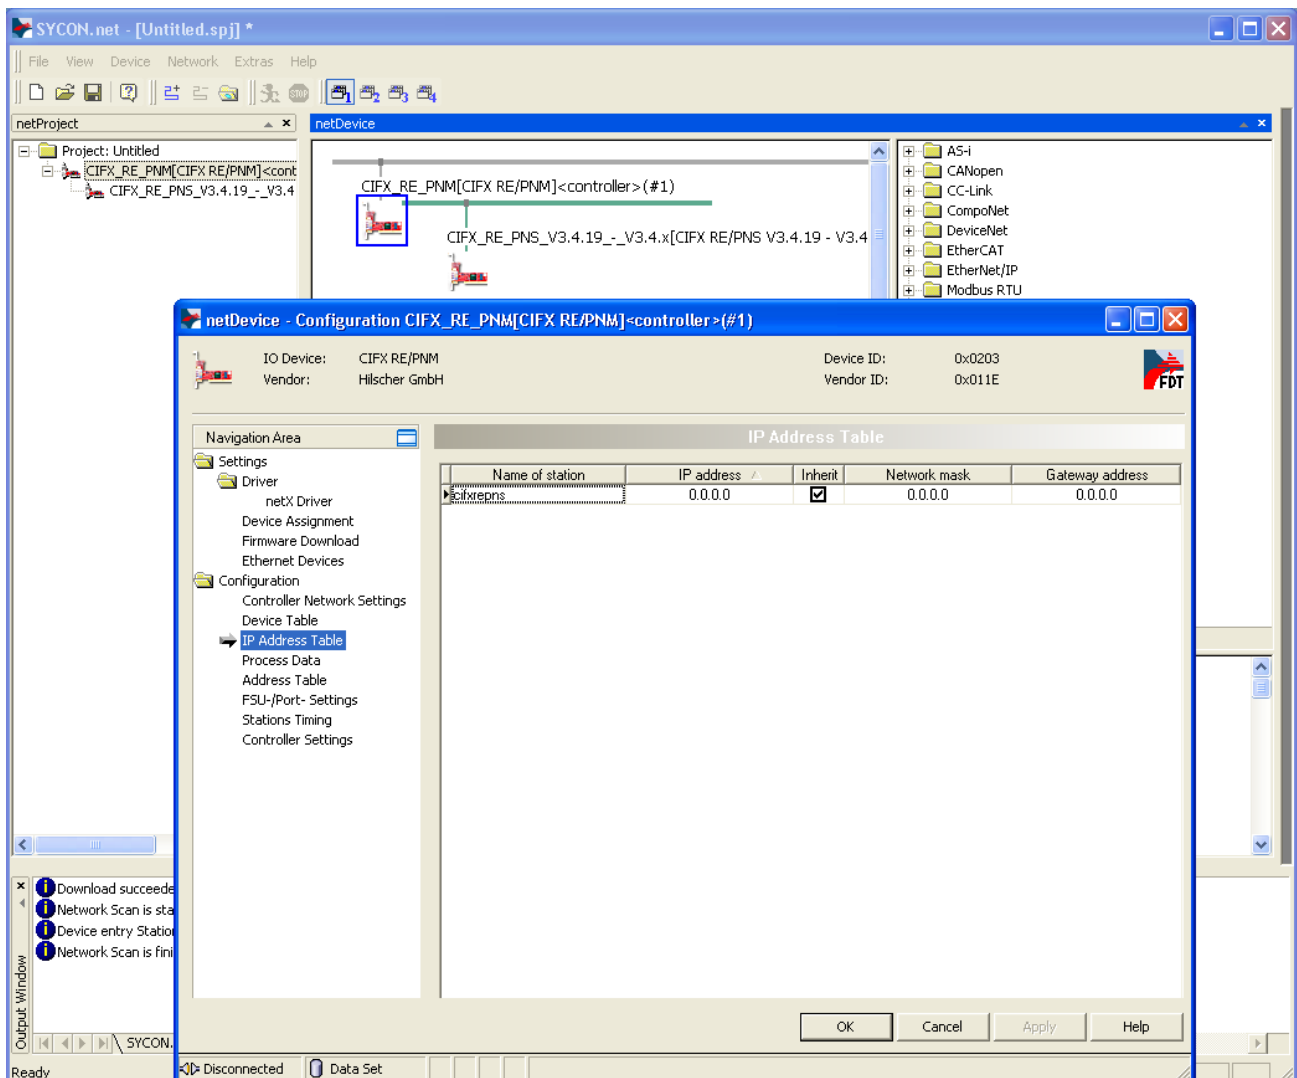 SYCON.net - [Untitled.spj] *
File View Device Network Extras Help
netProject
netDevice
Project: Untitled
CIFX_RE_PNM[CIFX RE/PNM]<cont
CIFX_RE_PNS_V3.4.19_-_V3.4
CIFX_RE_PNM[CIFX RE/PNM]<controller>(#1)
CIFX_RE_PNS_V3.4.19_-_V3.4.x[CIFX RE/PNS V3.4.19 - V3.4
AS-i
CANopen
CC-Link
CompoNet
DeviceNet
EtherCAT
EtherNet/IP
Modbus RTU
netDevice - Configuration CIFX_RE_PNM[CIFX RE/PNM]<controller>(#1)
IO Device: CIFX RE/PNM Device ID: 0x0203
Vendor: Hilscher GmbH Vendor ID: 0x011E
FDT
Navigation Area
IP Address Table
Settings
Driver
netX Driver
Device Assignment
Firmware Download
Ethernet Devices
Configuration
Controller Network Settings
Device Table
IP Address Table
Process Data
Address Table
FSU-/Port- Settings
Stations Timing
Controller Settings
Name of station IP address Inherit Network mask Gateway address
cifxrepns 0.0.0.0 0.0.0.0 0.0.0.0
OK Cancel Apply Help
Disconnected Data Set
Download succeede
Network Scan is sta
Device entry Statio
Network Scan is fini
Output Window
SYCON.
Ready